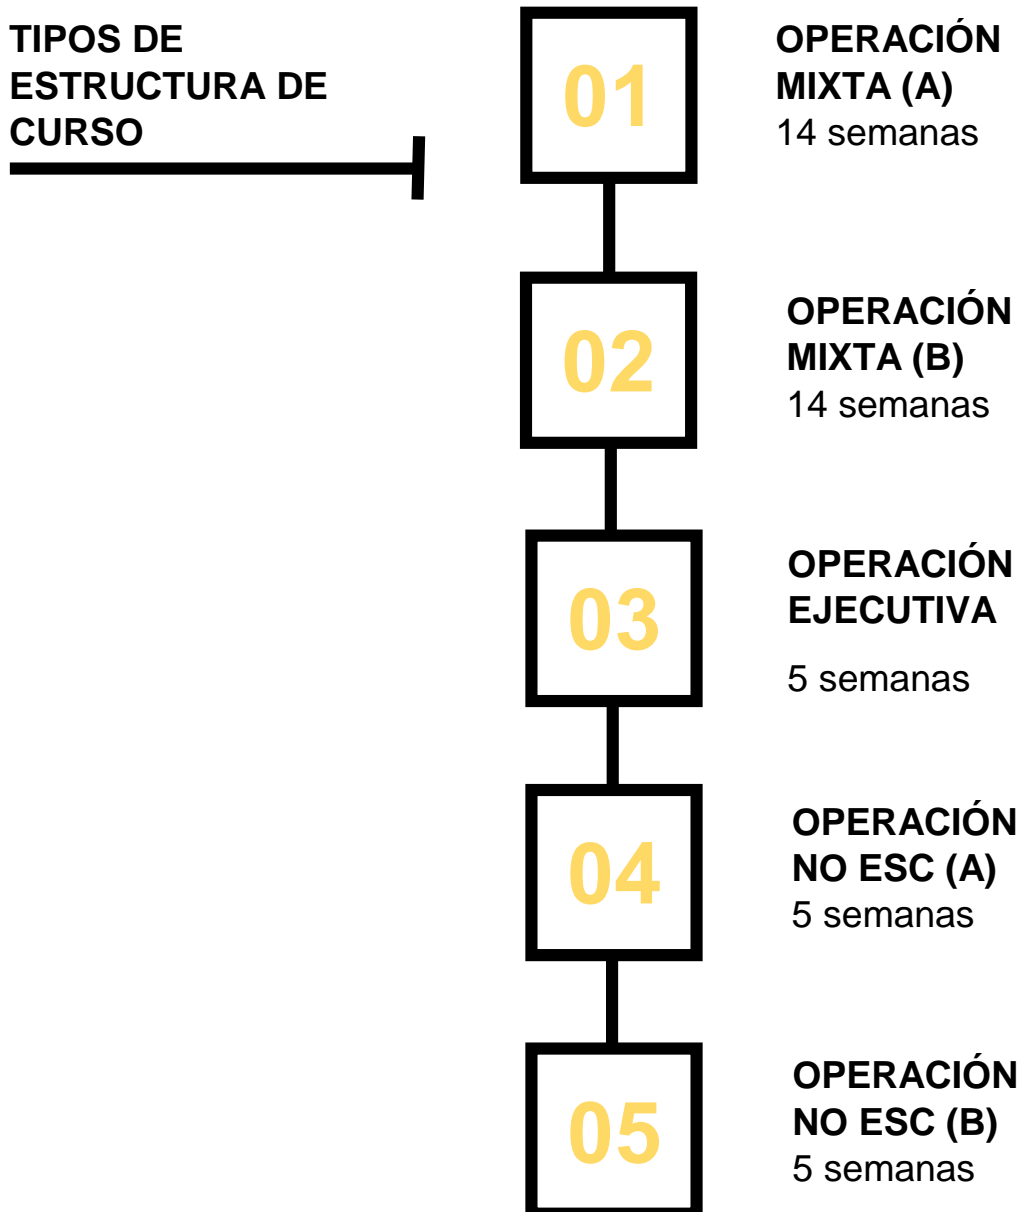 TIPOS DE
ESTRUCTURA DE
CURSO
01
OPERACIÓN
MIXTA (A)
14 semanas
02
OPERACIÓN
MIXTA (B)
14 semanas
03
OPERACIÓN
EJECUTIVA
5 semanas
04
OPERACIÓN
NO ESC (A)
5 semanas
05
OPERACIÓN
NO ESC (B)
5 semanas